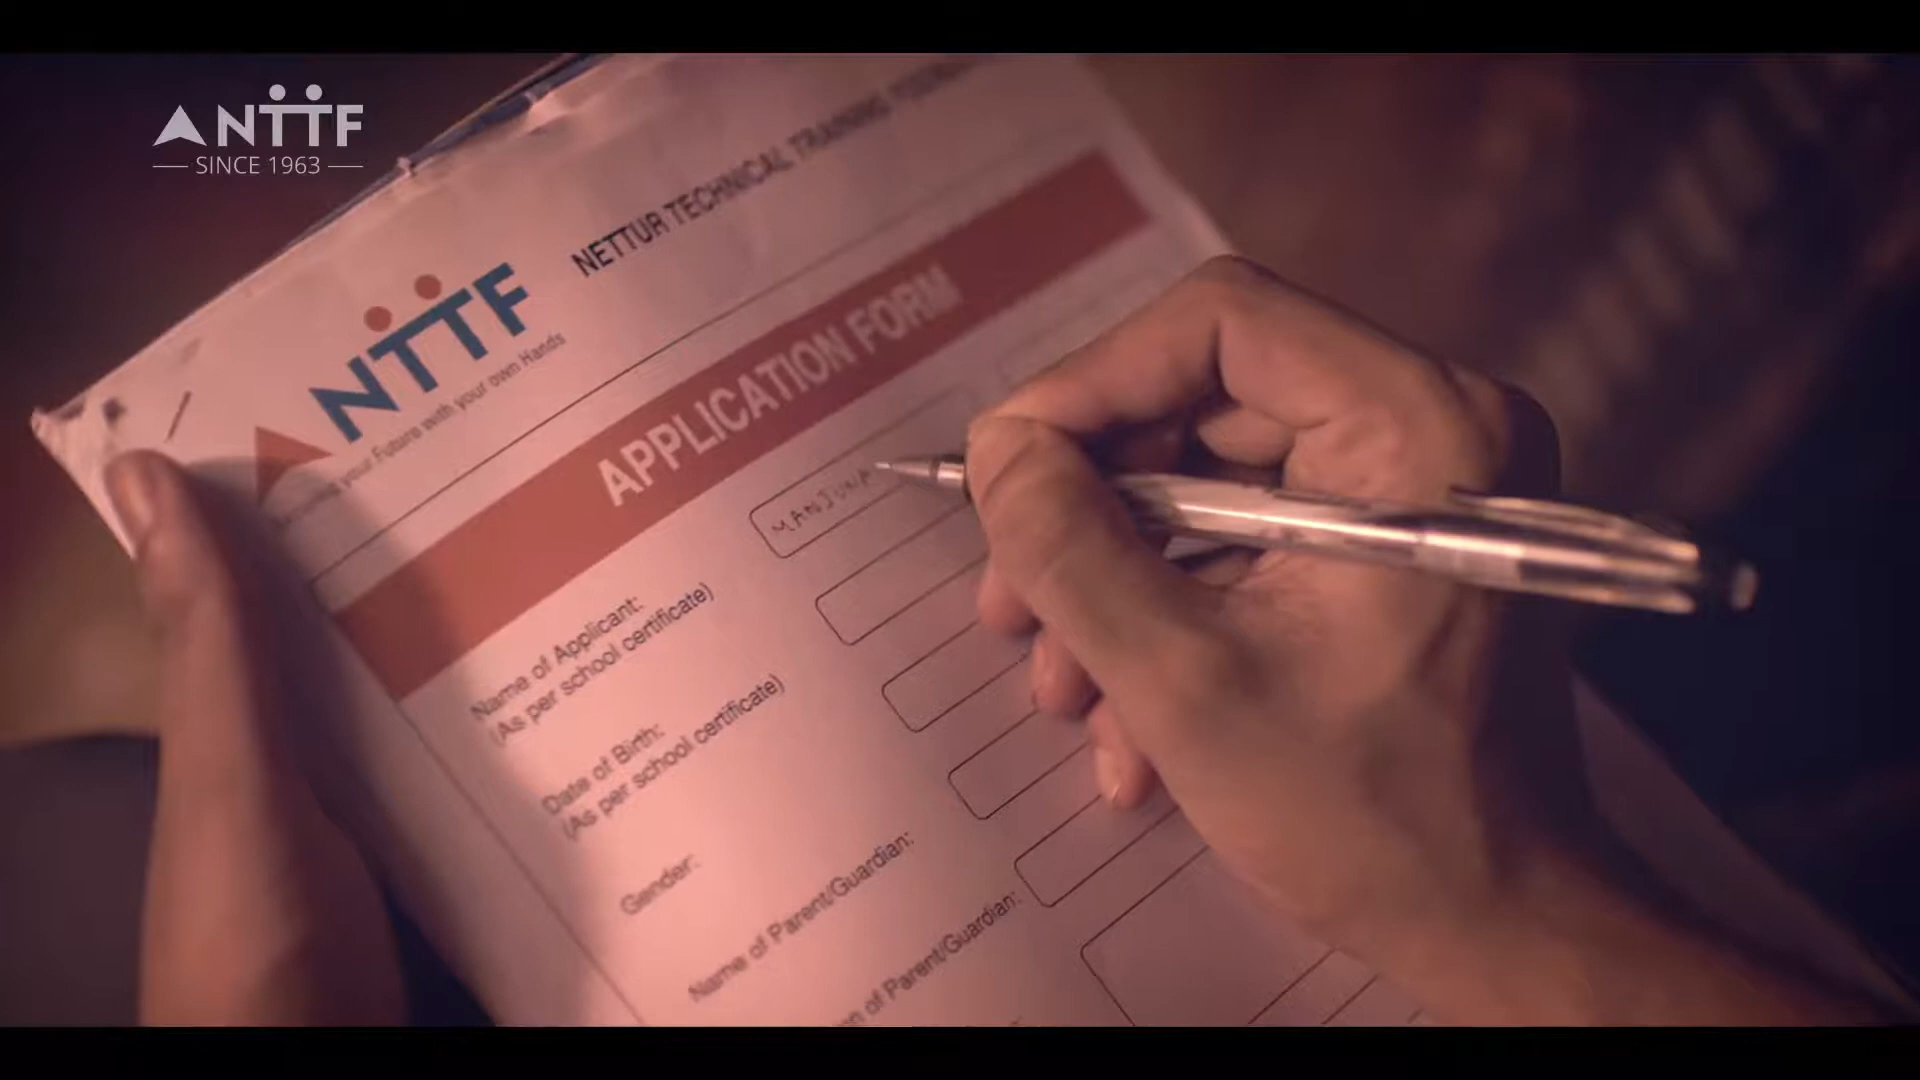 NTTF
SINCE 1963
NETTUR TECHNICAL TRAINING
NTTF
your Future with your own Hands
APPLICATION FORM
MANJUNA
Name of Applicant:
(As per school certificate)
Date of Birth:
(As per school certificate)
Gender:
Name of Parent/Guardian:
of Parent/Guardian: